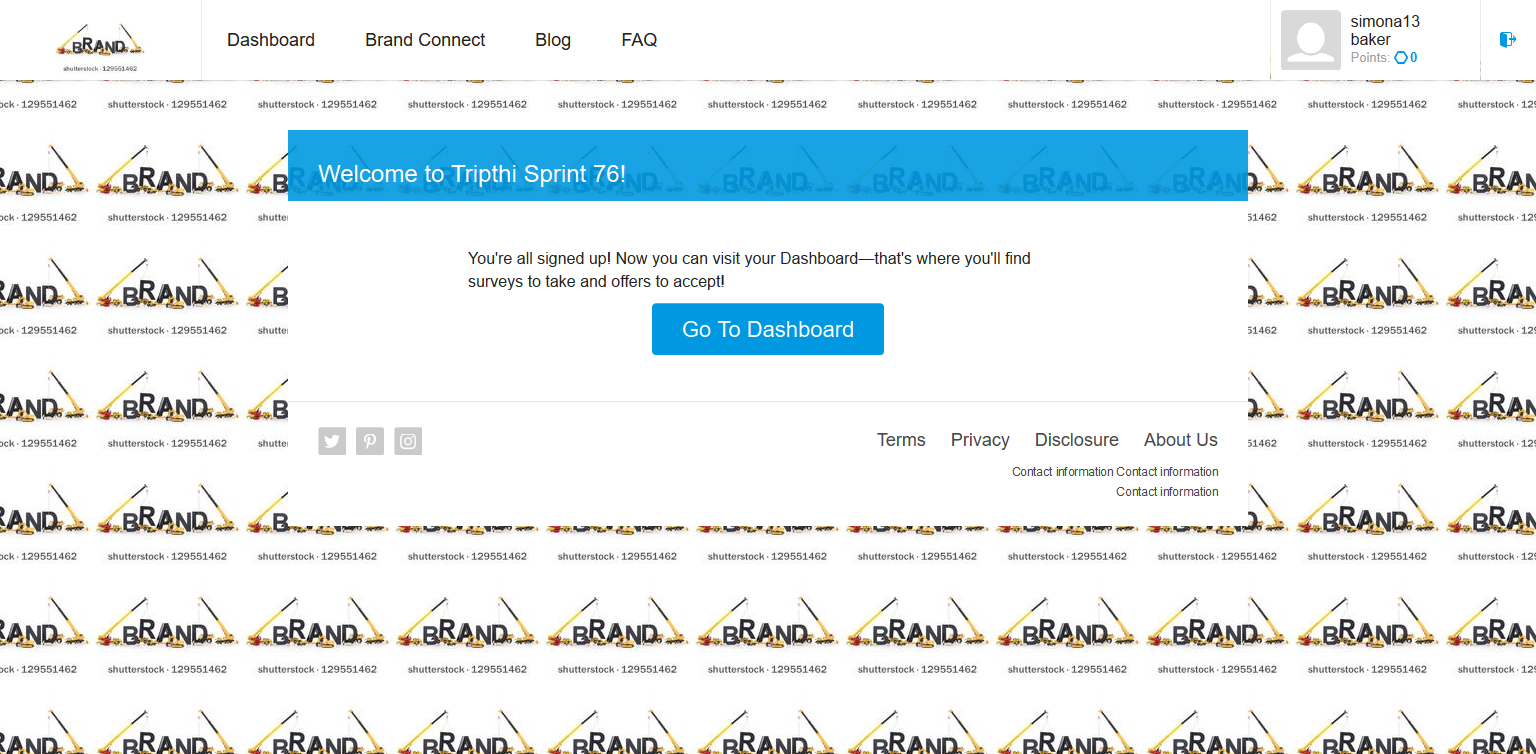 BRAND
shutterstock · 129551462
Dashboard
Brand Connect
Blog
FAQ
simona13
baker
Points: 0
Welcome to Tripthi Sprint 76!
You're all signed up! Now you can visit your Dashboard—that's where you'll find
surveys to take and offers to accept!
Go To Dashboard
Terms
Privacy
Disclosure
About Us
Contact information Contact information
Contact information